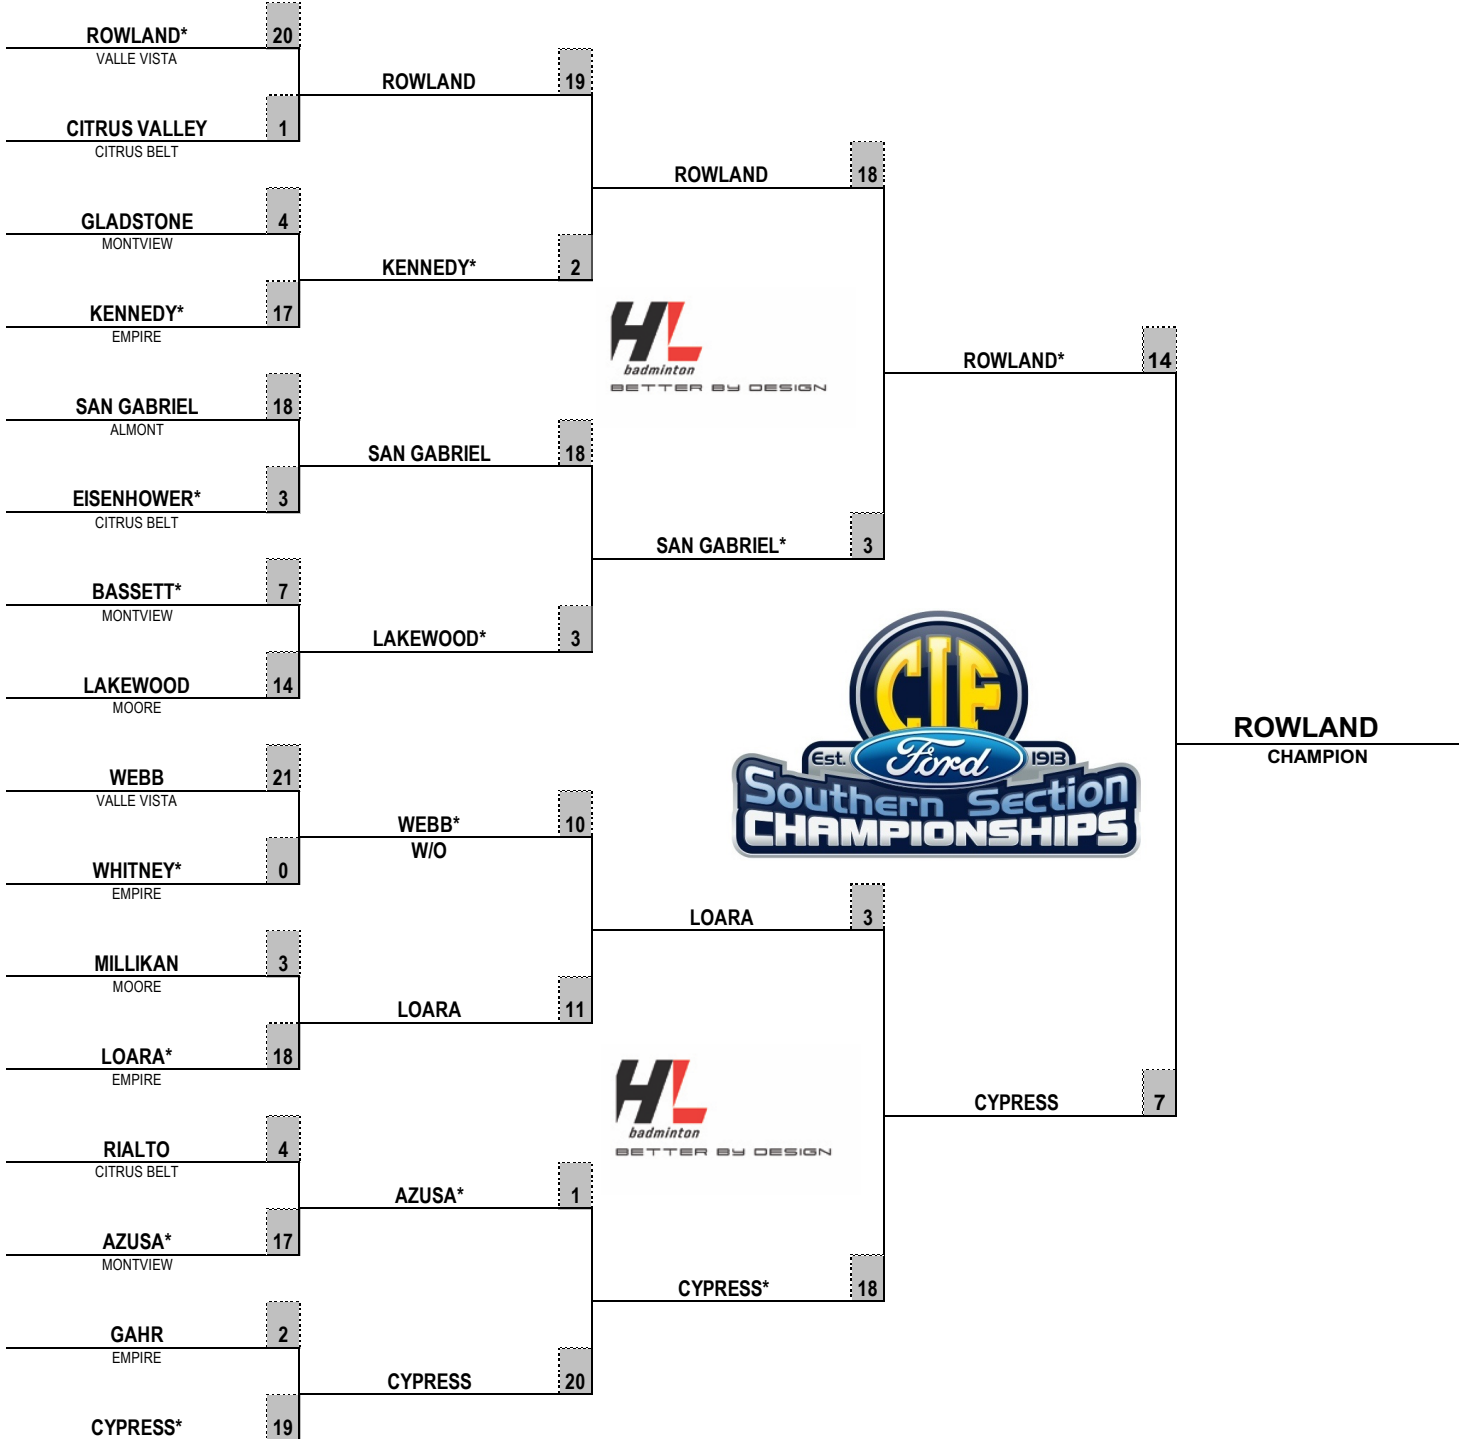 20
ROWLAND*
VALLE VISTA
ROWLAND
19
CITRUS VALLEY
1
CITRUS BELT
ROWLAND
18
GLADSTONE
4
MONTVIEW
KENNEDY*
2
KENNEDY*
17
EMPIRE
HL
badminton
BETTER BY DESIGN
ROWLAND*
14
SAN GABRIEL
18
ALMONT
SAN GABRIEL
18
EISENHOWER*
3
CITRUS BELT
SAN GABRIEL*
3
BASSETT*
7
MONTVIEW
LAKEWOOD*
3
LAKEWOOD
14
MOORE
CIF
Est.
Ford
1913
Southern Section
CHAMPIONSHIPS
ROWLAND
CHAMPION
WEBB
21
VALLE VISTA
WEBB*
10
W/O
WHITNEY*
0
EMPIRE
LOARA
3
MILLIKAN
3
MOORE
LOARA
11
LOARA*
18
EMPIRE
HL
badminton
BETTER BY DESIGN
CYPRESS
7
RIALTO
4
CITRUS BELT
AZUSA*
1
AZUSA*
17
MONTVIEW
CYPRESS*
18
GAHR
2
EMPIRE
CYPRESS
20
CYPRESS*
19